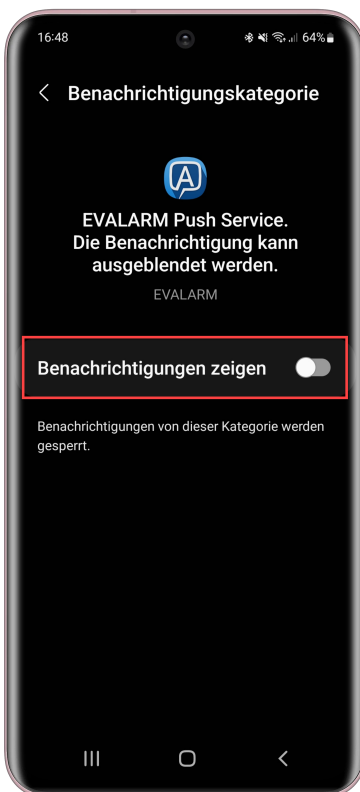 16:48
64%
Benachrichtigungskategorie
EVALARM Push Service.
Die Benachrichtigung kann
ausgeblendet werden.
EVALARM
Benachrichtigungen zeigen
Benachrichtigungen von dieser Kategorie werden
gesperrt.